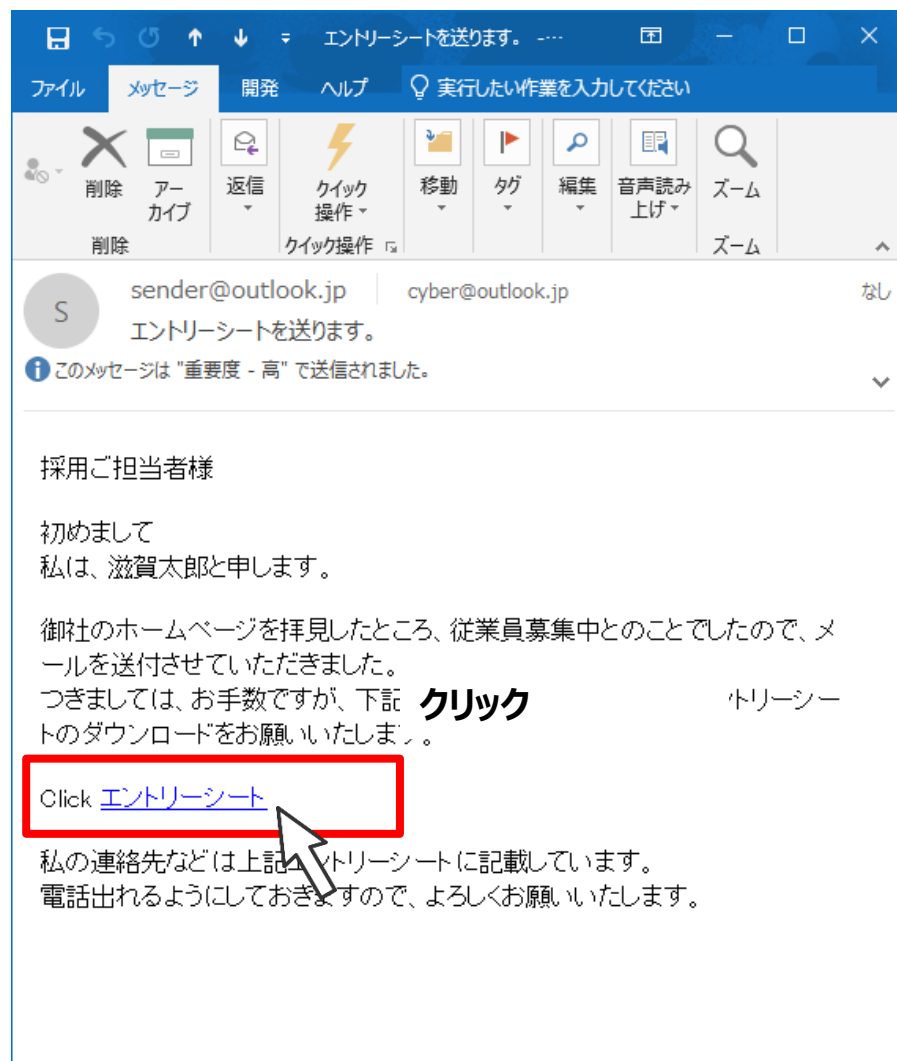 エントリーシートを送ります。 -…
ファイル メッセージ 開発 ヘルプ 実行したい作業を入力してください
削除 アーカイブ 返信 クイック操作 移動 タグ 編集 音声読み上げ ズーム
削除 クイック操作 ズーム
S
sender@outlook.jp cyber@outlook.jp なし
エントリーシートを送ります。
このメッセージは "重要度 - 高" で送信されました。
採用ご担当者様
初めまして
私は、滋賀太郎と申します。
御社のホームページを拝見したところ、従業員募集中とのことでしたので、メ
ールを送付させていただきました。
つきましては、お手数ですが、下記 クリック トリーシー
トのダウンロードをお願いいたします。
Click エントリーシート
私の連絡先などは上記エントリーシートに記載しています。
電話出れるようにしておきますので、よろしくお願いいたします。